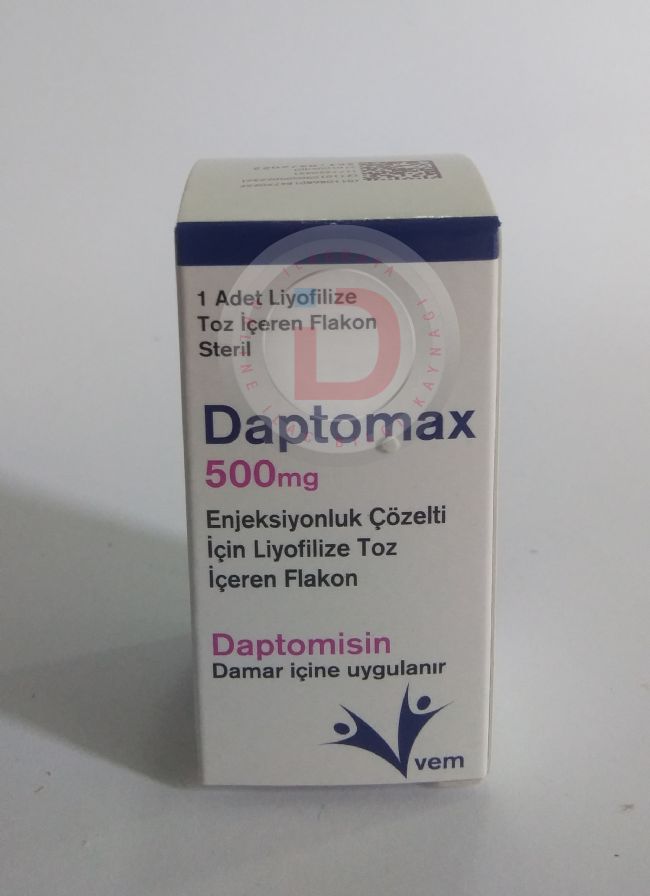 1 Adet Liyofilize
Toz İçeren Flakon
Steril
Daptomax
500mg
Enjeksiyonluk Çözelti
İçin Liyofilize Toz
İçeren Flakon
Daptomisin
Damar içine uygulanır
vem